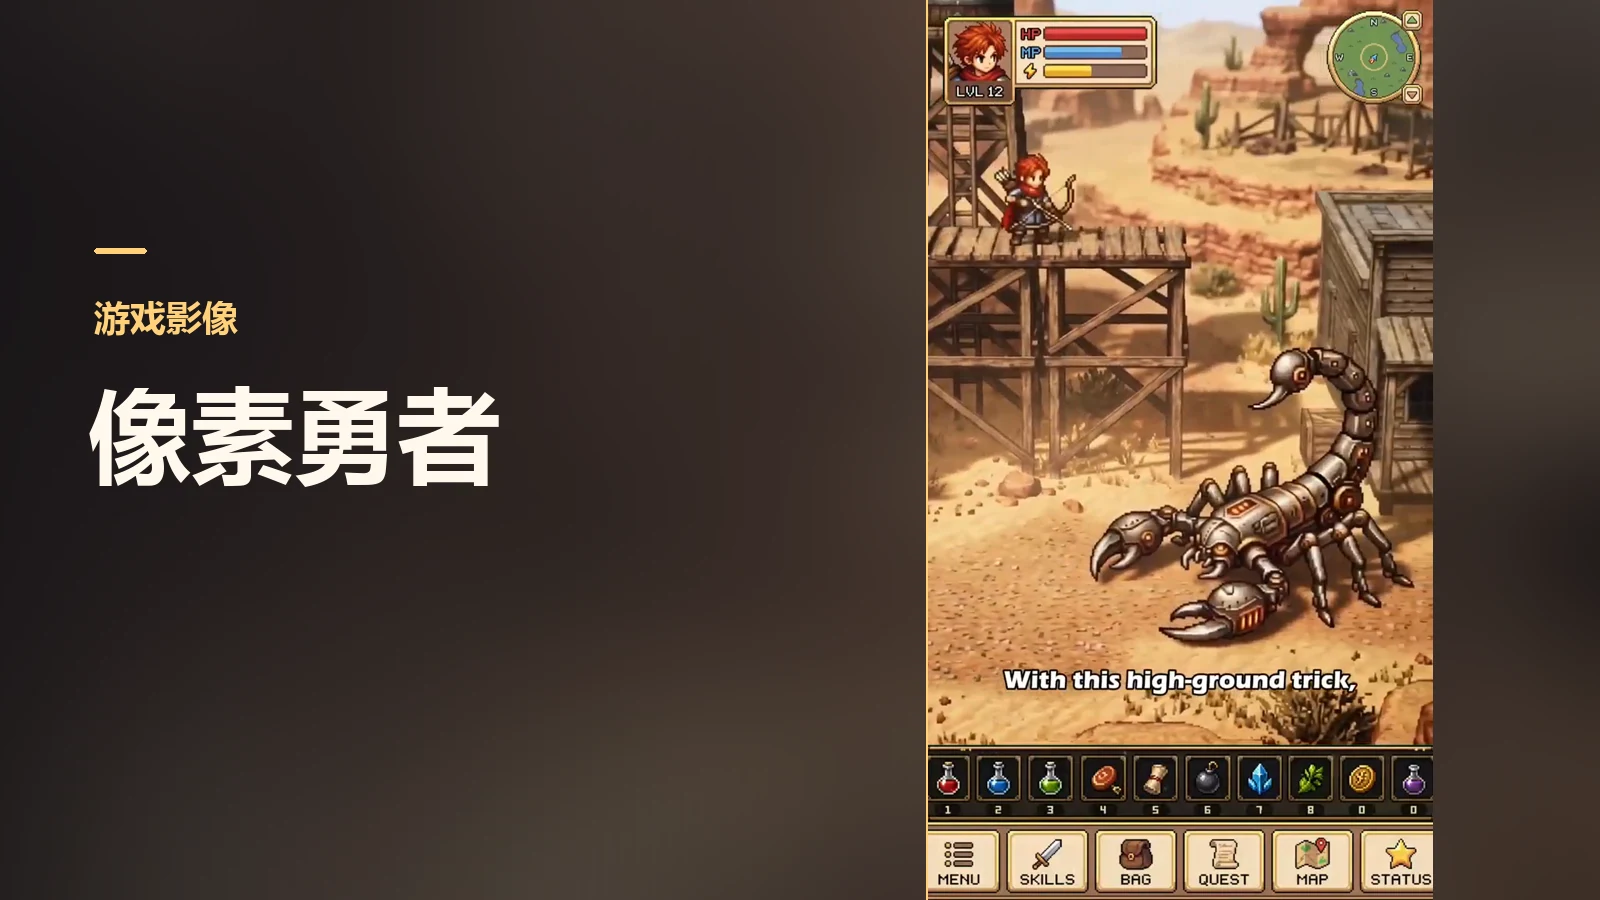 游戏影像
像素勇者
HP
MP
LVL 12
N
W
E
S
With this high-ground trick,
1 2 3 4 5 6 7 8 0 0
MENU SKILLS BAG QUEST MAP STATUS